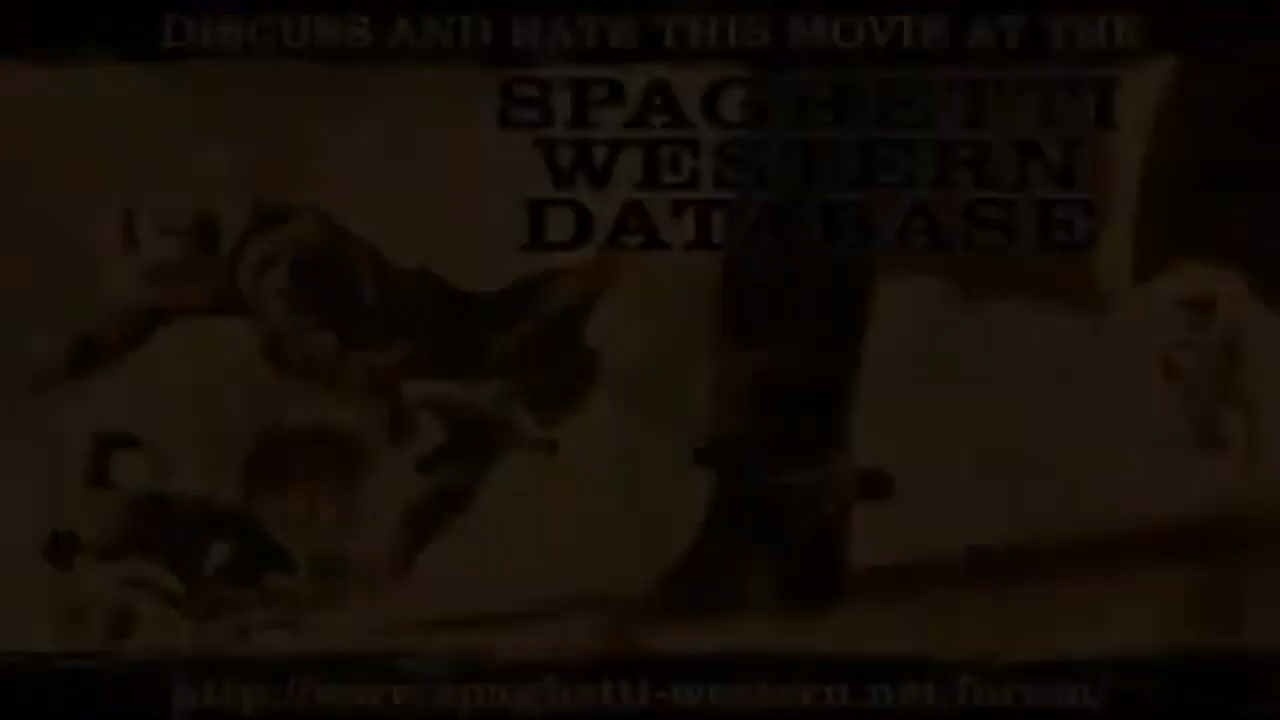 DISCUSS AND RATE THIS MOVIE AT THE
SPAGHETTI
WESTERN
DATABASE
http://www.spaghetti-western.net/forum/